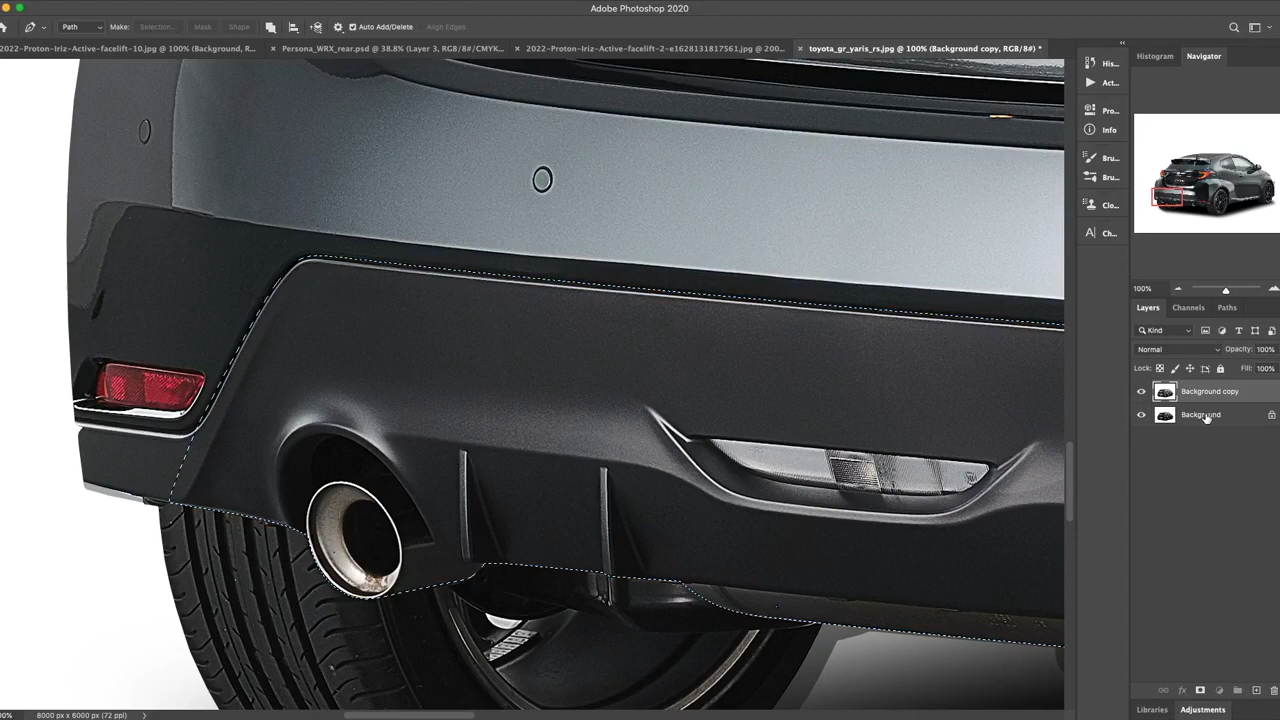 Adobe Photoshop 2020
Path Make: Selection... Mask Shape Auto Add/Delete Align Edges
2022-Proton-Iriz-Active-facelift-10.jpg @ 100% (Background, R... Persona_WRX_rear.psd @ 38.8% (Layer 3, RGB/8#/CMYK... 2022-Proton-Iriz-Active-facelift-2-e1628131817561.jpg @ 200... toyota_gr_yaris_rs.jpg @ 100% (Background copy, RGB/8#) *
Histogram Navigator
His...
Act...
Pro...
Info
Bru...
Bru...
Clo...
Ch...
100%
Layers Channels Paths
Kind
Normal Opacity: 100%
Lock: Fill: 100%
Background copy
Background
Libraries Adjustments
00% 8000 px x 6000 px (72 ppi)